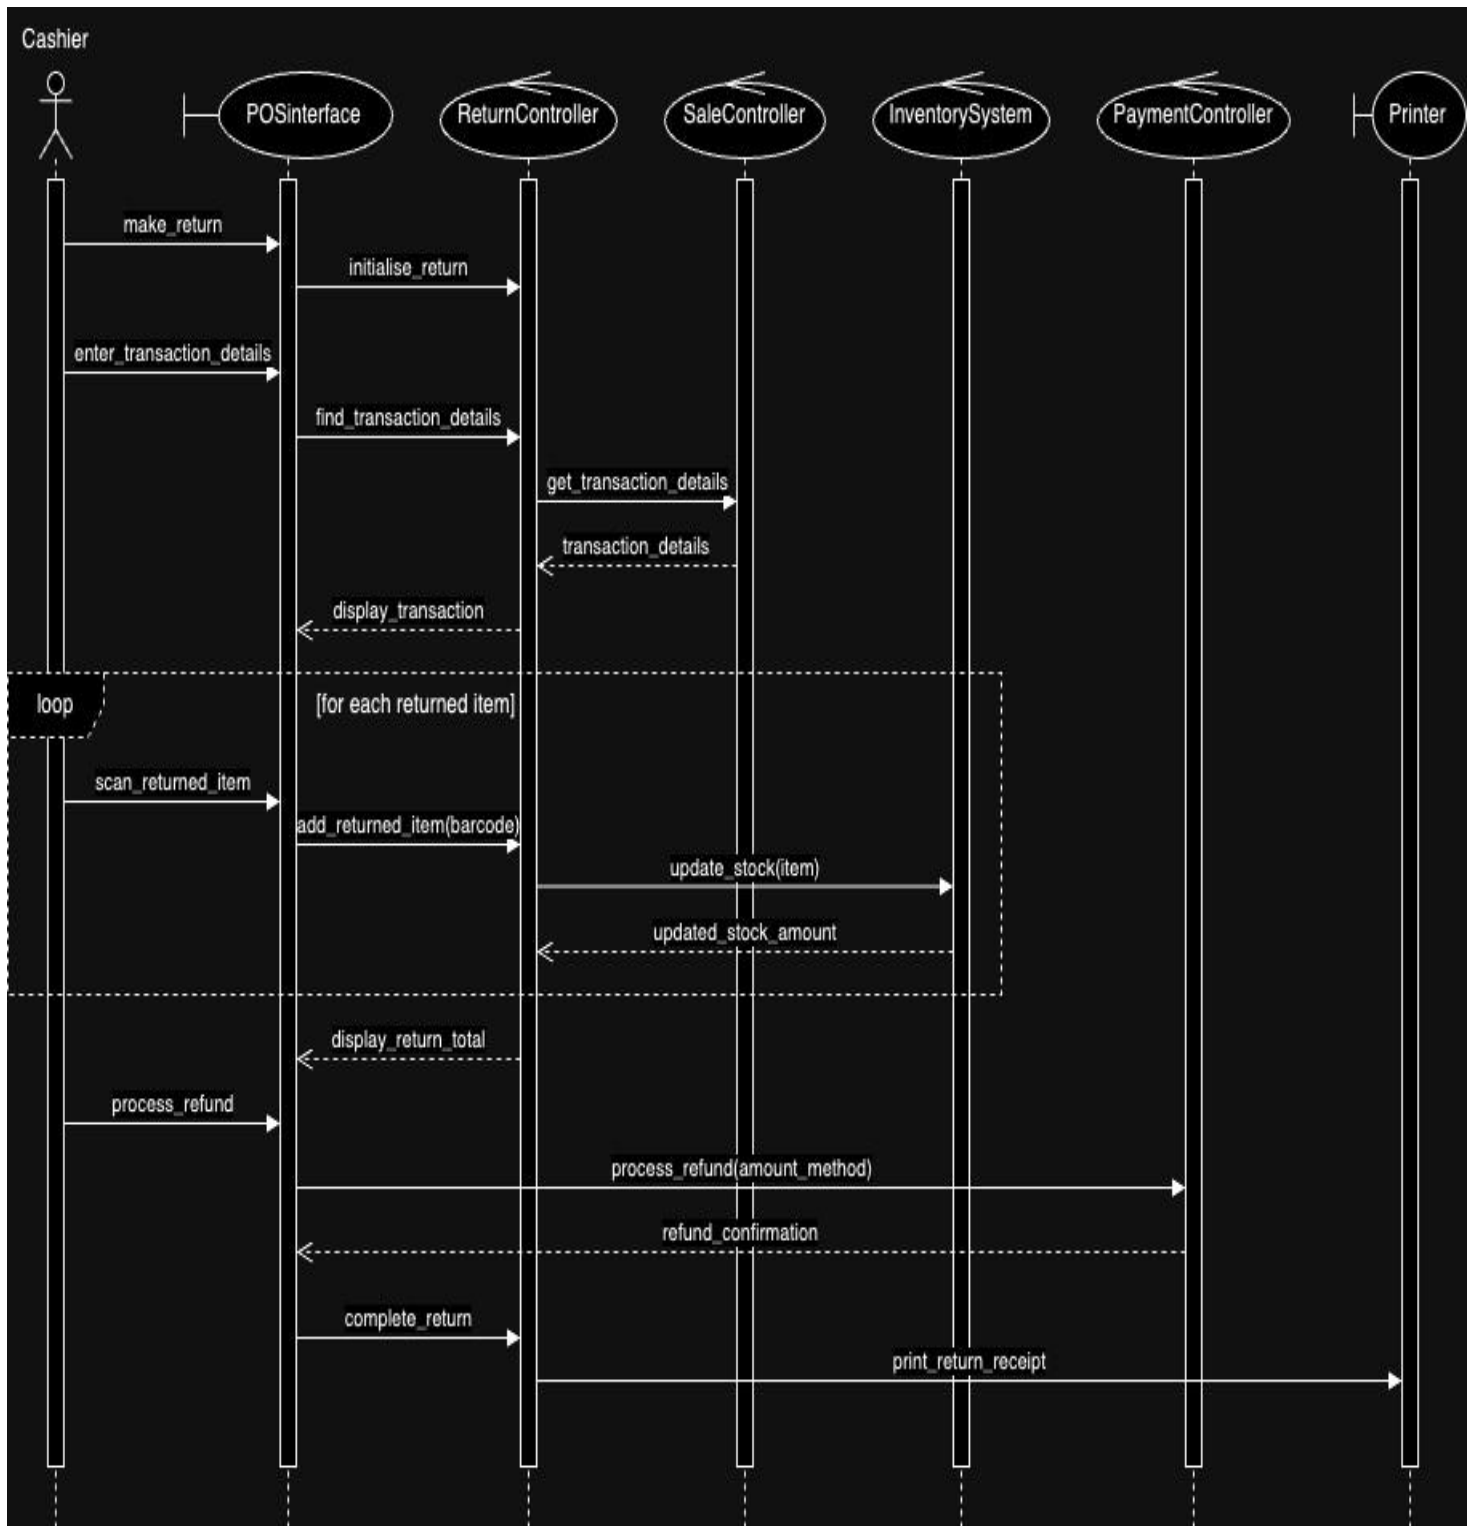 Cashier
POSinterface
ReturnController
SaleController
InventorySystem
PaymentController
Printer
make_return
initialise_return
enter_transaction_details
find_transaction_details
get_transaction_details
transaction_details
display_transaction
loop
[for each returned item]
scan_returned_item
add_returned_item(barcode)
update_stock(item)
updated_stock_amount
display_return_total
process_refund
process_refund(amount_method)
refund_confirmation
complete_return
print_return_receipt